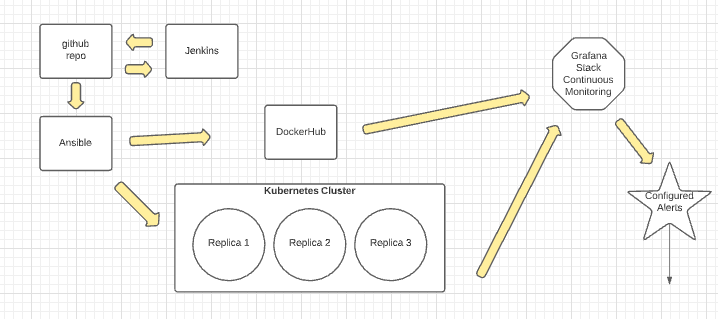 github
repo
Jenkins
Grafana
Stack
Continuous
Monitoring
Ansible
DockerHub
Kubernetes Cluster
Replica 1
Replica 2
Replica 3
Configured
Alerts